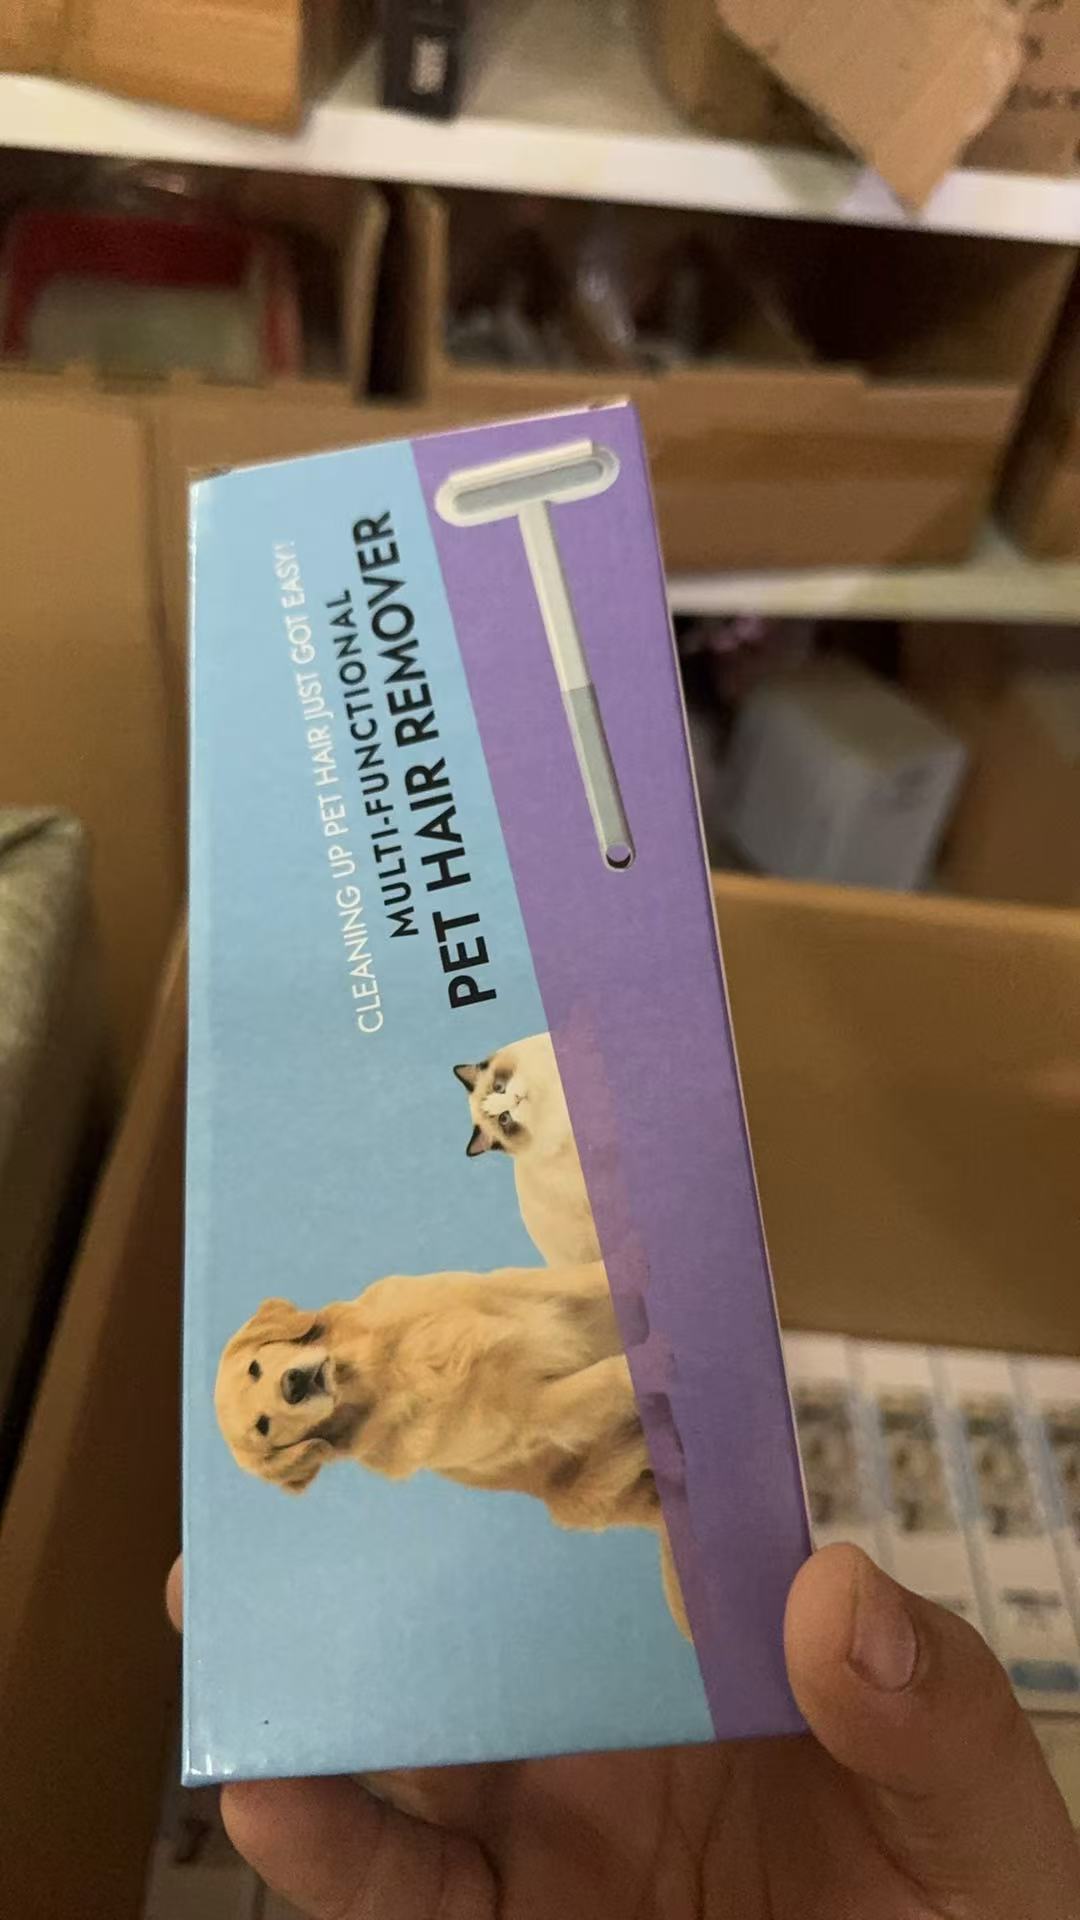 CLEANING UP PET HAIR JUST GOT EASY!
MULTI-FUNCTIONAL
PET HAIR REMOVER